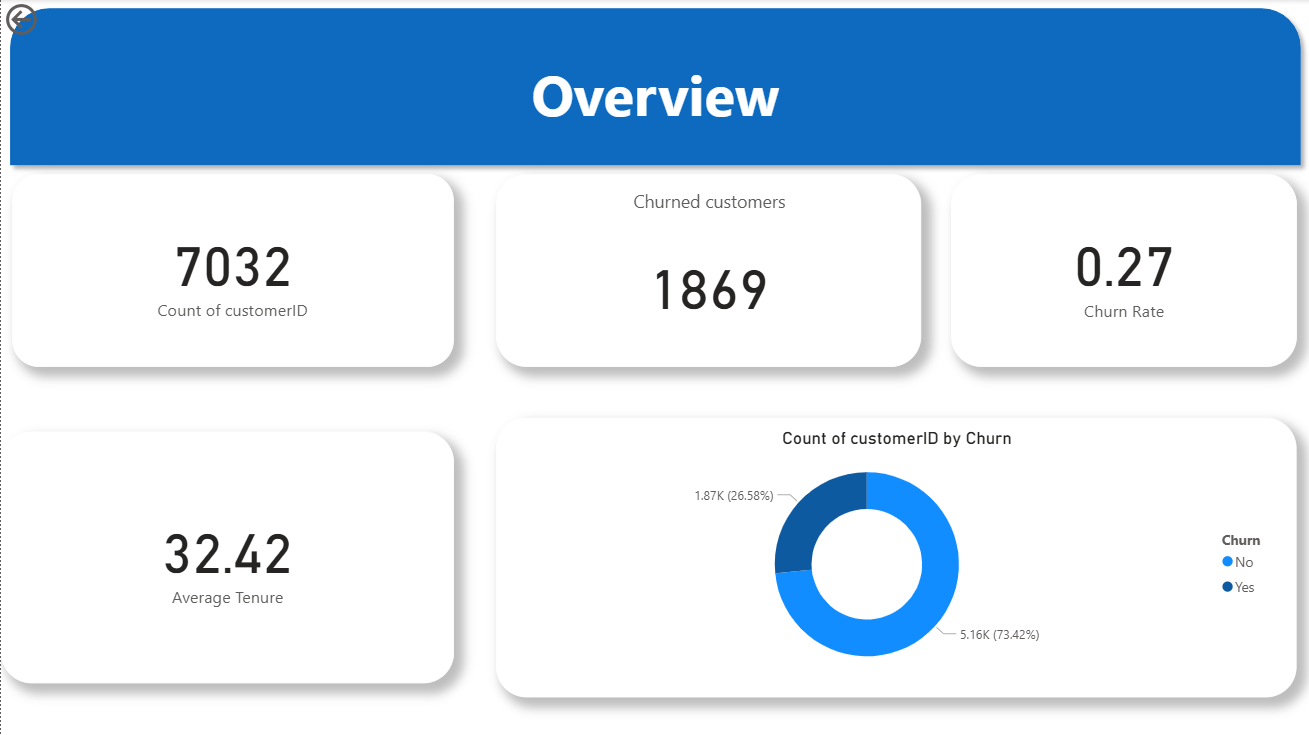 Overview
7032
Count of customerID
Churned customers
1869
0.27
Churn Rate
32.42
Average Tenure
Count of customerID by Churn
1.87K (26.58%)
5.16K (73.42%)
Churn
No
Yes